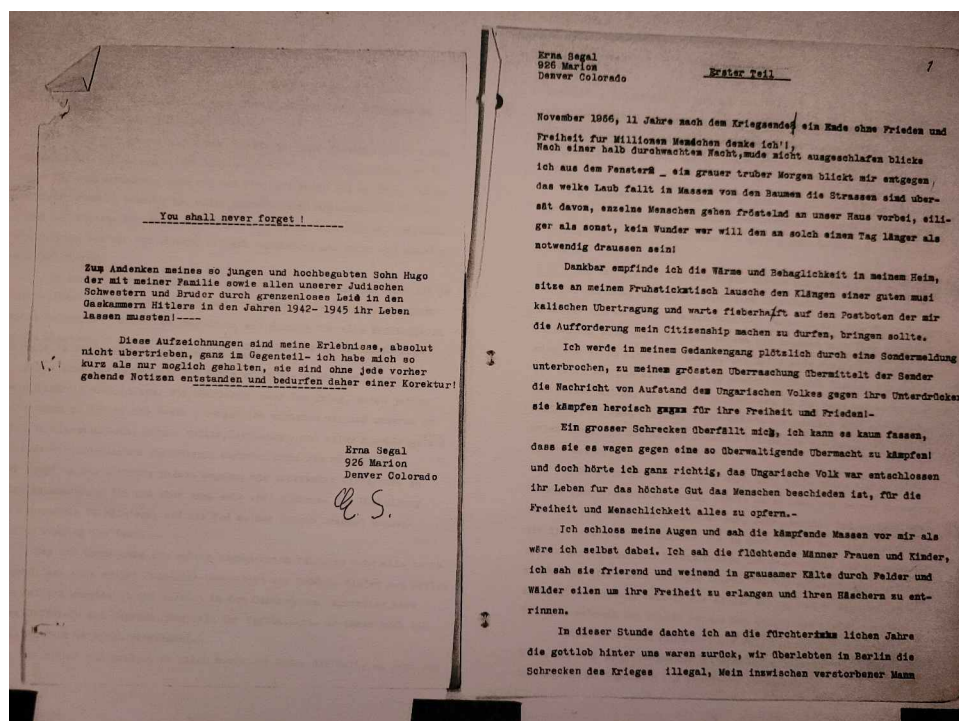 You shall never forget !
Zum Andenken meines so jungen und hochbegabten Sohn Hugo
der mit meiner Familie sowie allen unserer Judischen
Schwestern und Bruder durch grenzenloses Leid in den
Gaskammern Hitlers in den Jahren 1942- 1945 ihr Leben
lassen mussten!----
Diese Aufzeichnungen sind meine Erlebnisse, absolut
nicht ubertrieben, ganz im Gegenteil- ich habe mich so
kurz als nur moglich gehalten, sie sind ohne jede vorher
gehende Notizen entstanden und bedurfen daher einer Korektur!
Erna Segal
926 Marion
Denver Colorado
E. S.
Erna Segal
926 Marion
Denver Colorado
Erster Teil
1
November 1956, 11 Jahre nach dem Kriegsende, ein Ende ohne Frieden und
Freiheit fur Millionen Menschen denke ich'!,
Nach einer halb durchwachten Nacht,mude nicht ausgeschlafen blicke
ich aus dem Fenster _ ein grauer truber Morgen blickt mir entgegen,
das welke Laub fallt in Massen von den Baumen die Strassen sind uber-
sät davon, enzelne Menschen gehen fröstelnd an unser Haus vorbei, eili-
ger als sonst, kein Wunder wer will den an solch einen Tag länger als
notwendig draussen sein!
Dankbar empfinde ich die Wärme und Behaglichkeit in meinem Heim,
sitze an meinem Fruhstickstisch lausche den Klängen einer guten musi
kalischen Ubertragung und warte fieberhaft auf den Postboten der mir
die Aufforderung mein Citizenship machen zu durfen, bringen sollte.
Ich werde in meinem Gedankengang plötslich durch eine Sondermeldung
unterbrochen, zu meinem grössten Uberraschung übermittelt der Sender
die Nachricht von Aufstand des Ungarischen Volkes gegen ihre Unterdrücker
sie kämpfen heroisch für ihre Freiheit und Frieden!-
Ein grosser Schrecken überfällt mich, ich kann es kaum fassen,
dass sie es wagen gegen eine so überwaltigende Ubermacht zu kämpfen!
und doch hörte ich ganz richtig, das Ungarische Volk war entschlossen
ihr Leben fur das höchste Gut das Menschen beschieden ist, für die
Freiheit und Menschlichkeit alles zu opfern.-
Ich schloss meine Augen und sah die kämpfende Massen vor mir als
wäre ich selbst dabei. Ich sah die flüchtende Männer Frauen und Kinder,
ich sah sie frierend und weinend in grausamer Kälte durch Felder und
Wälder eilen um ihre Freiheit zu erlangen und ihren Häschern zu ent-
rinnen.
In dieser Stunde dachte ich an die fürchter lichen Jahre
die gottlob hinter uns waren zurück, wir überlebten in Berlin die
Schrecken des Krieges illegal, Mein inzwischen verstorbener Mann